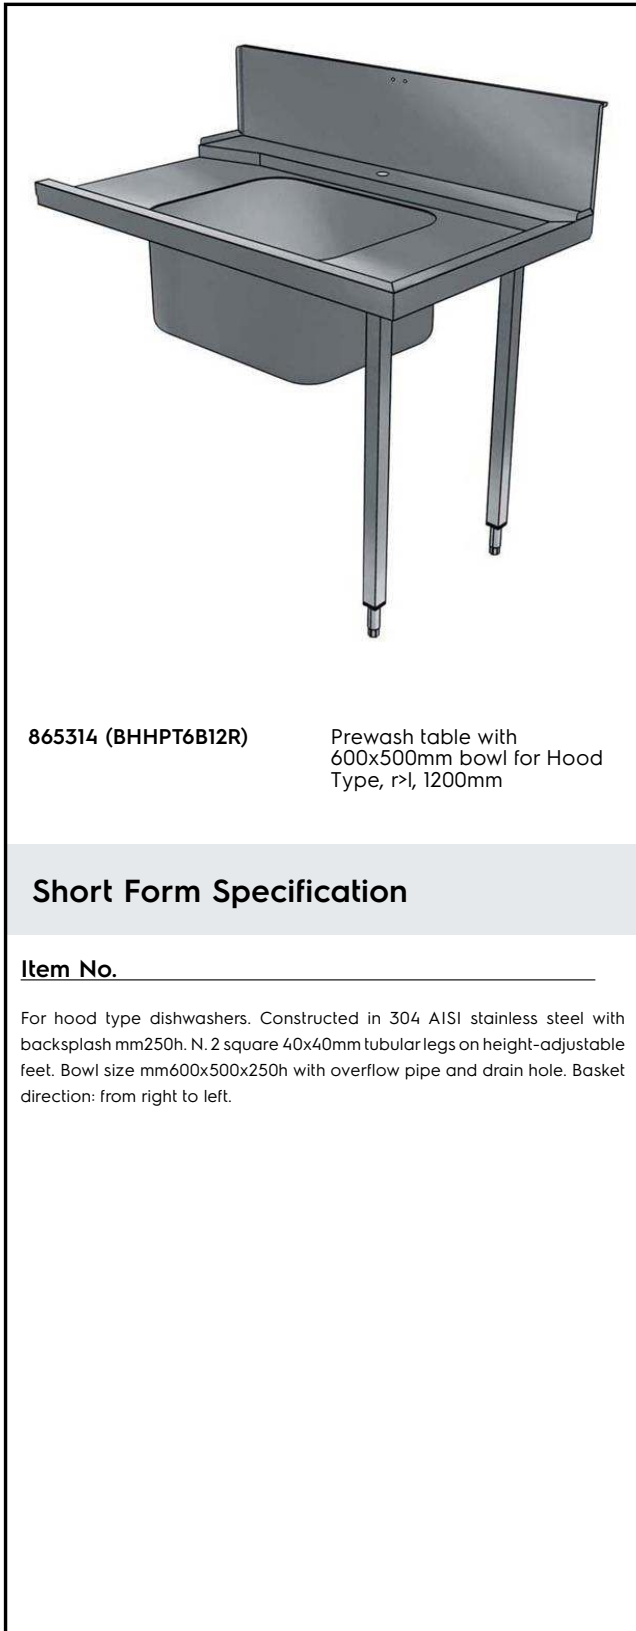 865314 (BHHPT6B12R)
Prewash table with
600x500mm bowl for Hood
Type, r>l, 1200mm
Short Form Specification
Item No.
For hood type dishwashers. Constructed in 304 AISI stainless steel with
backsplash mm250h. N. 2 square 40x40mm tubular legs on height-adjustable
feet. Bowl size mm600x500x250h with overflow pipe and drain hole. Basket
direction: from right to left.